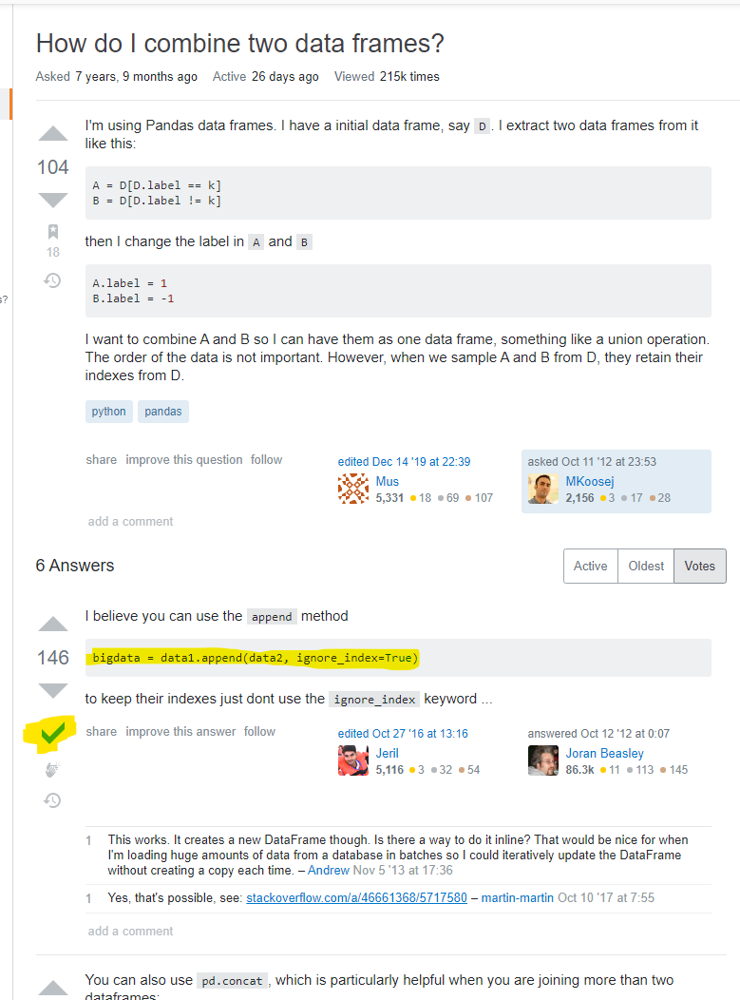 How do I combine two data frames?
Asked 7 years, 9 months ago Active 26 days ago Viewed 215k times
I'm using Pandas data frames. I have a initial data frame, say D. I extract two data frames from it
like this:
104
A = D[D.label == k]
B = D[D.label != k]
then I change the label in A and B
18
A.label = 1
B.label = -1
s?
I want to combine A and B so I can have them as one data frame, something like a union operation.
The order of the data is not important. However, when we sample A and B from D, they retain their
indexes from D.
python pandas
share improve this question follow
edited Dec 14 '19 at 22:39
Mus
5,331 18 69 107
asked Oct 11 '12 at 23:53
MKoosej
2,156 3 17 28
add a comment
6 Answers
Active Oldest Votes
I believe you can use the append method
146
bigdata = data1.append(data2, ignore_index=True)
to keep their indexes just dont use the ignore_index keyword ...
share improve this answer follow
edited Oct 27 '16 at 13:16
Jeril
5,116 3 32 54
answered Oct 12 '12 at 0:07
Joran Beasley
86.3k 11 113 145
1 This works. It creates a new DataFrame though. Is there a way to do it inline? That would be nice for when
I'm loading huge amounts of data from a database in batches so I could iteratively update the DataFrame
without creating a copy each time. – Andrew Nov 5 '13 at 17:36
1 Yes, that's possible, see: stackoverflow.com/a/46661368/5717580 – martin-martin Oct 10 '17 at 7:55
add a comment
You can also use pd.concat, which is particularly helpful when you are joining more than two
dataframes: